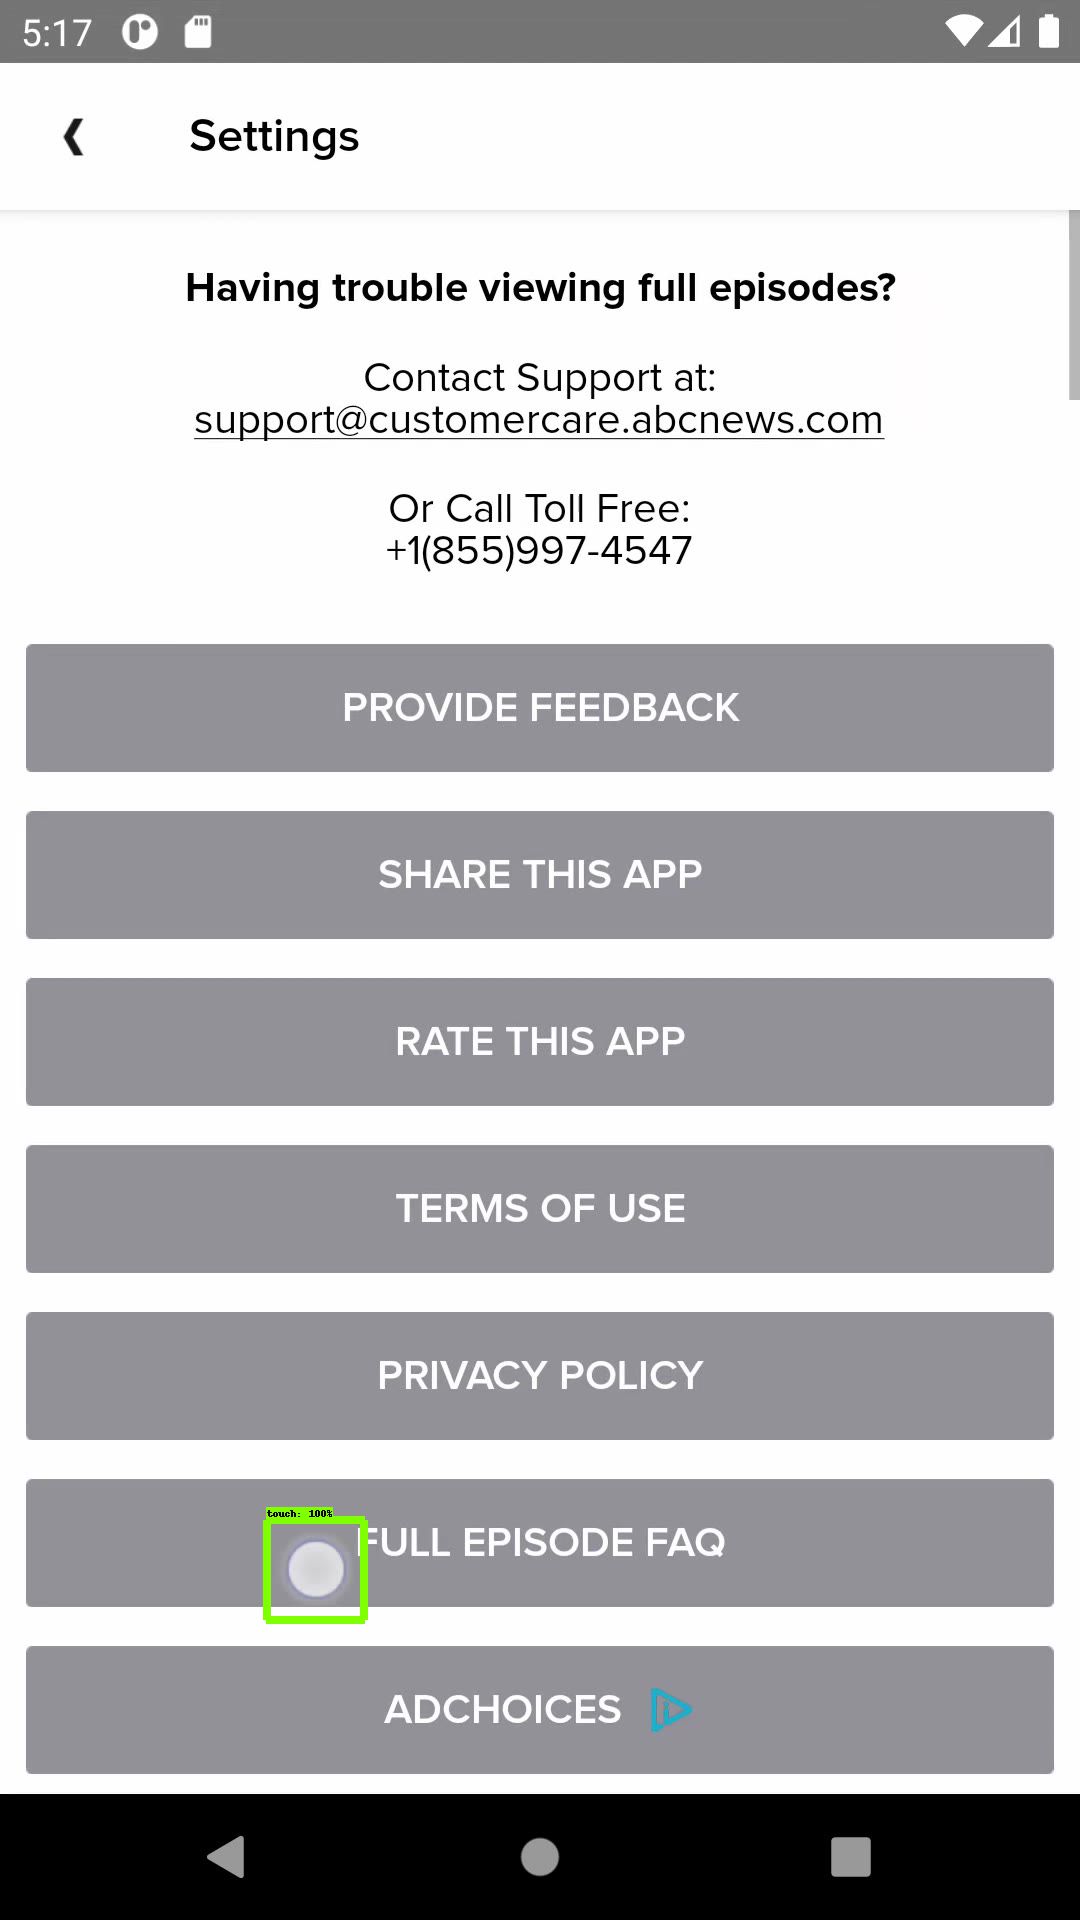 5:17
Settings
Having trouble viewing full episodes?
Contact Support at:
support@customercare.abcnews.com
Or Call Toll Free:
+1(855)997-4547
PROVIDE FEEDBACK
SHARE THIS APP
RATE THIS APP
TERMS OF USE
PRIVACY POLICY
touch: 100%
FULL EPISODE FAQ
ADCHOICES